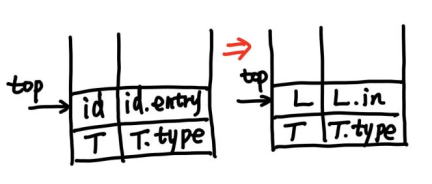 top id id.entry
T T.type
⇒
top L L.in
T T.type